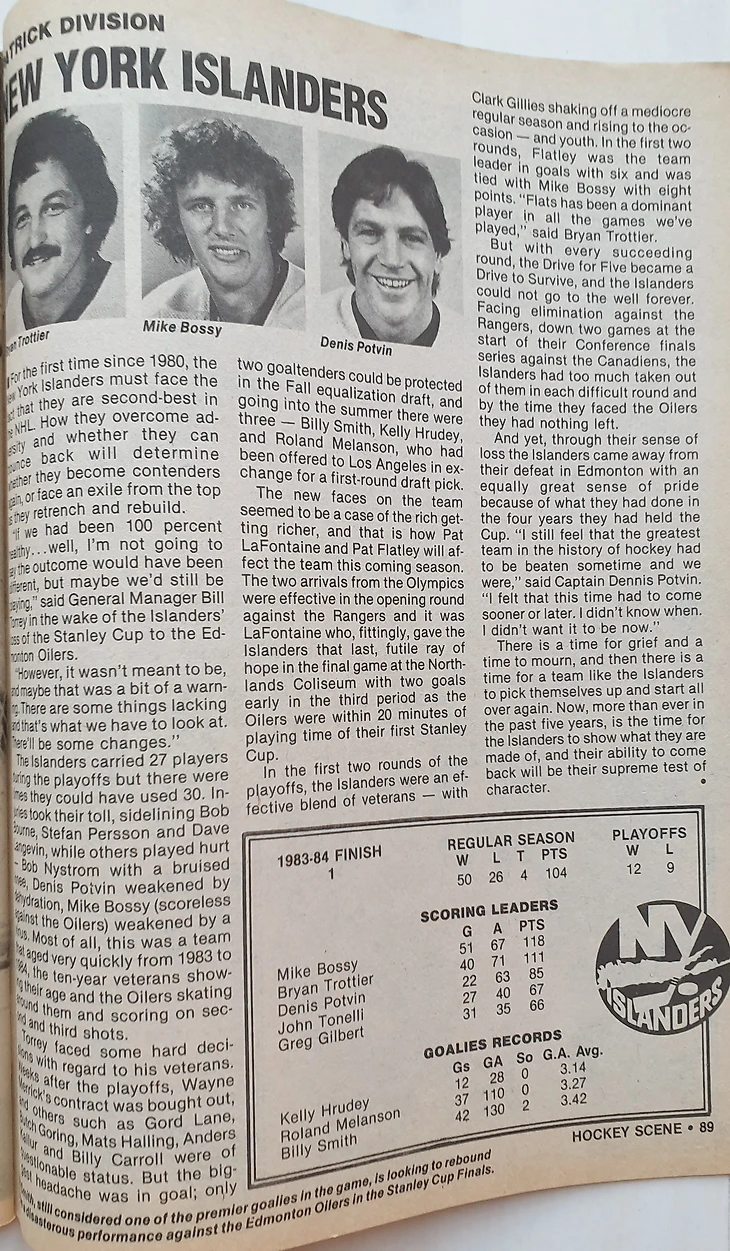 PATRICK DIVISION
NEW YORK ISLANDERS
Trottier
Mike Bossy
Denis Potvin
For the first time since 1980, the
York Islanders must face the
that they are second-best in
NHL. How they overcome ad-
and whether they can
back will determine
they become contenders
or face an exile from the top
they retrench and rebuild.
"If we had been 100 percent
healthy...well, I'm not going to
the outcome would have been
different, but maybe we'd still be
playing," said General Manager Bill
Torrey in the wake of the Islanders'
loss of the Stanley Cup to the Ed-
monton Oilers.
"However, it wasn't meant to be,
and maybe that was a bit of a warn-
There are some things lacking
and that's what we have to look at.
There'll be some changes."
The Islanders carried 27 players
during the playoffs but there were
times they could have used 30. In-
juries took their toll, sidelining Bob
Bourne, Stefan Persson and Dave
Langevin, while others played hurt
– Bob Nystrom with a bruised
Denis Potvin weakened by
dehydration, Mike Bossy (scoreless
against the Oilers) weakened by a
Most of all, this was a team
that aged very quickly from 1983 to
the ten-year veterans show-
ing their age and the Oilers skating
around them and scoring on sec-
ond and third shots.
Torrey faced some hard deci-
sions with regard to his veterans.
Weeks after the playoffs, Wayne
Merrick's contract was bought out,
and others such as Gord Lane,
Butch Goring, Mats Halling, Anders
Kallur and Billy Carroll were of
questionable status. But the big-
headache was in goal; only
two goaltenders could be protected
in the Fall equalization draft, and
going into the summer there were
three — Billy Smith, Kelly Hrudey,
and Roland Melanson, who had
been offered to Los Angeles in ex-
change for a first-round draft pick.
The new faces on the team
seemed to be a case of the rich get-
ting richer, and that is how Pat
LaFontaine and Pat Flatley will af-
fect the team this coming season.
The two arrivals from the Olympics
were effective in the opening round
against the Rangers and it was
LaFontaine who, fittingly, gave the
Islanders that last, futile ray of
hope in the final game at the North-
lands Coliseum with two goals
early in the third period as the
Oilers were within 20 minutes of
playing time of their first Stanley
Cup.
In the first two rounds of the
playoffs, the Islanders were an ef-
fective blend of veterans — with
Clark Gillies shaking off a mediocre
regular season and rising to the oc-
casion — and youth. In the first two
rounds, Flatley was the team
leader in goals with six and was
tied with Mike Bossy with eight
points. "Flats has been a dominant
player in all the games we've
played," said Bryan Trottier.
But with every succeeding
round, the Drive for Five became a
Drive to Survive, and the Islanders
could not go to the well forever.
Facing elimination against the
Rangers, down two games at the
start of their Conference finals
series against the Canadiens, the
Islanders had too much taken out
of them in each difficult round and
by the time they faced the Oilers
they had nothing left.
And yet, through their sense of
loss the Islanders came away from
their defeat in Edmonton with an
equally great sense of pride
because of what they had done in
the four years they had held the
Cup. "I still feel that the greatest
team in the history of hockey had
to be beaten sometime and we
were," said Captain Dennis Potvin.
"I felt that this time had to come
sooner or later. I didn't know when.
I didn't want it to be now."
There is a time for grief and a
time to mourn, and then there is a
time for a team like the Islanders
to pick themselves up and start all
over again. Now, more than ever in
the past five years, is the time for
the Islanders to show what they are
made of, and their ability to come
back will be their supreme test of
character.
1983-84 FINISH
1
REGULAR SEASON
W L T PTS
50 26 4 104
PLAYOFFS
W L
12 9
SCORING LEADERS
G A PTS
Mike Bossy 51 67 118
Bryan Trottier 40 71 111
Denis Potvin 22 63 85
John Tonelli 27 40 67
Greg Gilbert 31 35 66
GOALIES RECORDS
Gs GA So G.A. Avg.
Kelly Hrudey 12 28 0 3.14
Roland Melanson 37 110 0 3.27
Billy Smith 42 130 2 3.42
NY
ISLANDERS
HOCKEY SCENE • 89
Smith, still considered one of the premier goalies in the game, is looking to rebound
disasterous performance against the Edmonton Oilers in the Stanley Cup Finals.